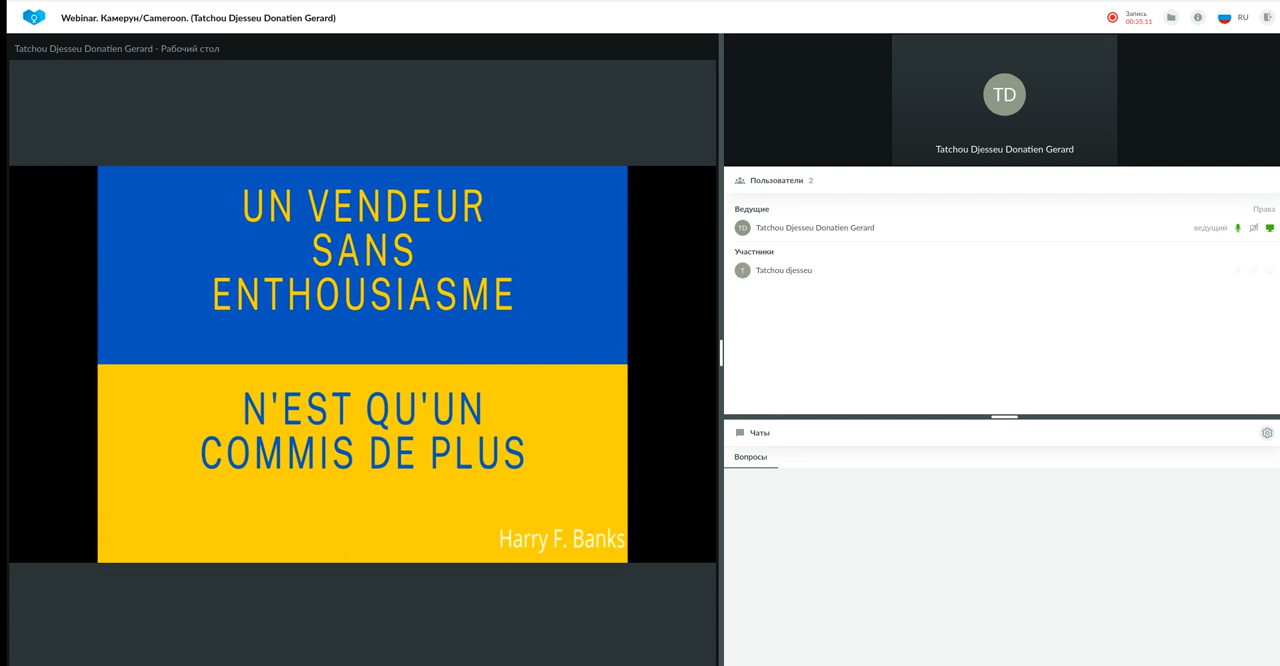 Webinar. Камерун/Cameroon. (Tatchou Djesseu Donatien Gerard)
Запись
00:35:11
RU
Tatchou Djesseu Donatien Gerard - Рабочий стол
UN VENDEUR
SANS
ENTHOUSIASME
N'EST QU'UN
COMMIS DE PLUS
Harry F. Banks
TD
Tatchou Djesseu Donatien Gerard
Пользователи 2
Ведущие Права
TD Tatchou Djesseu Donatien Gerard ведущий
Участники
T Tatchou djesseu
Чаты
Вопросы